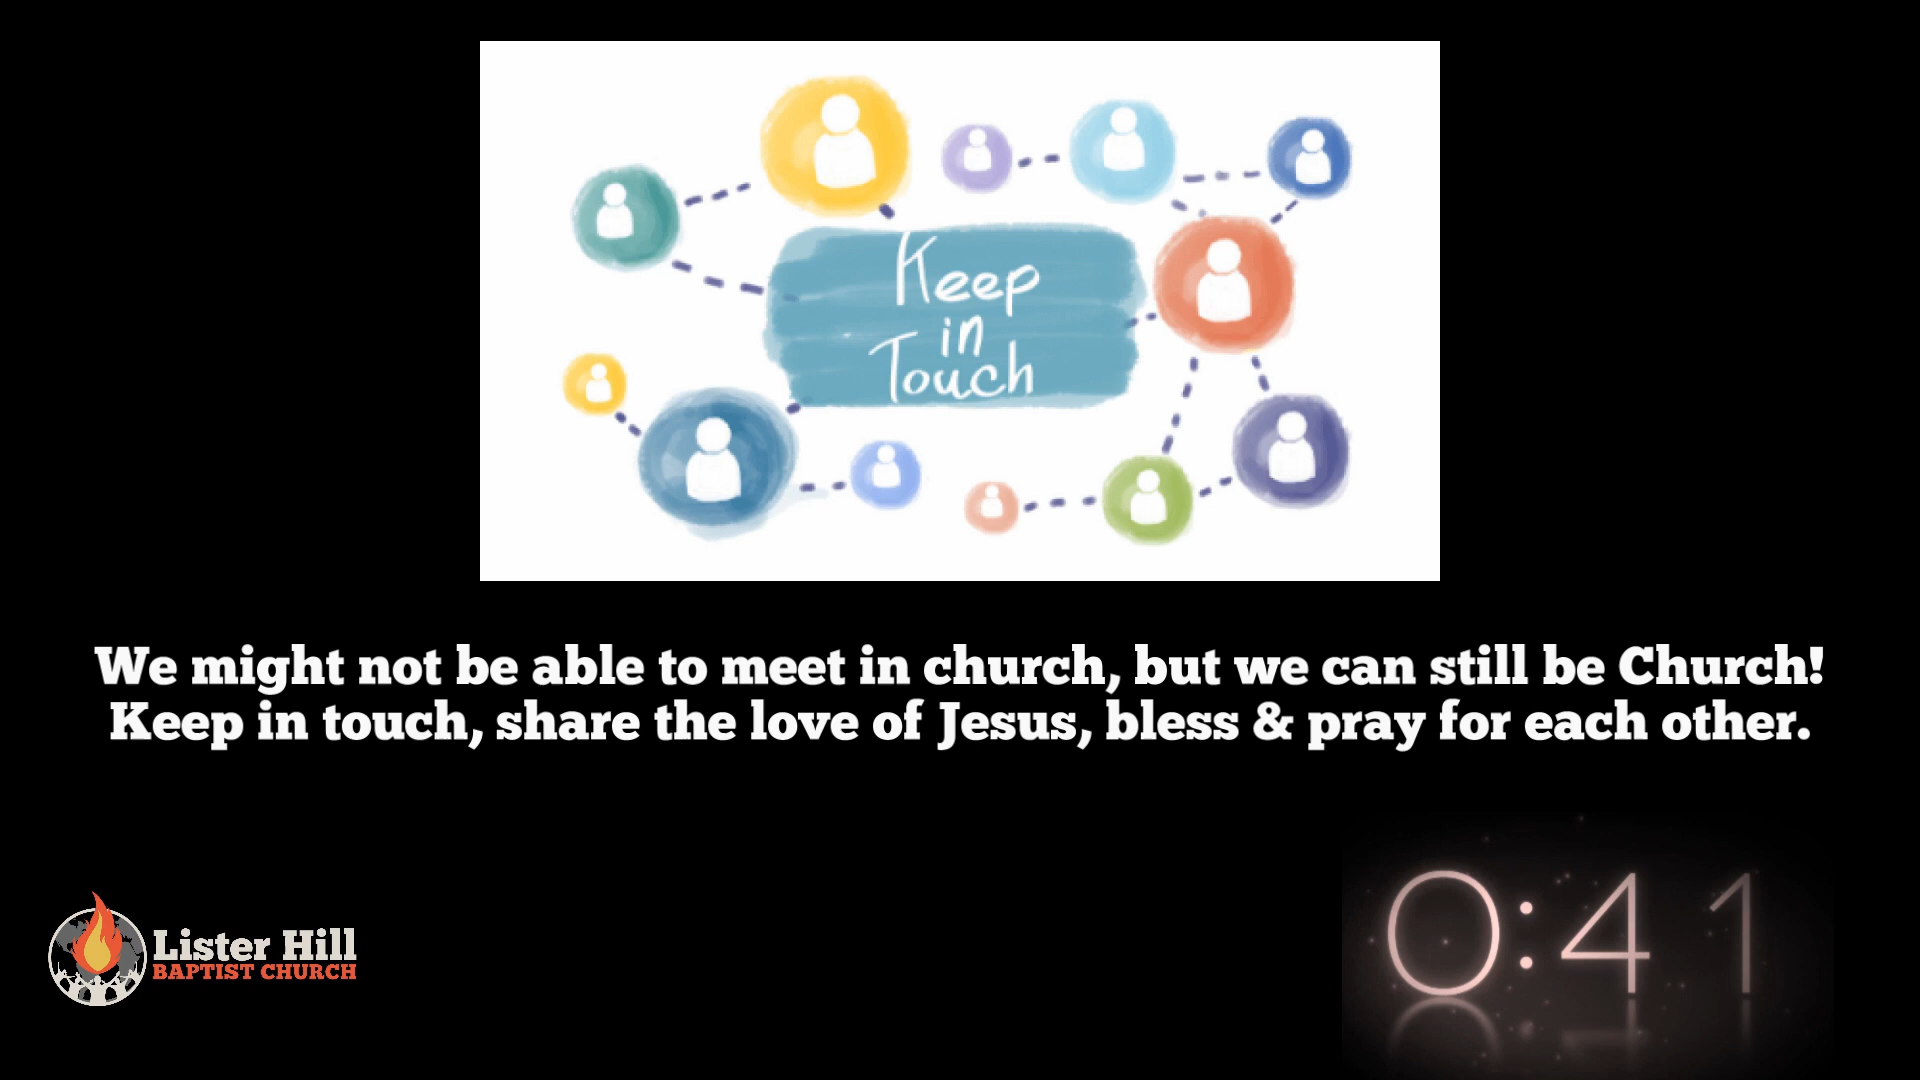 Keep
in
Touch
We might not be able to meet in church, but we can still be Church!
Keep in touch, share the love of Jesus, bless & pray for each other.
Lister Hill
BAPTIST CHURCH
0:41